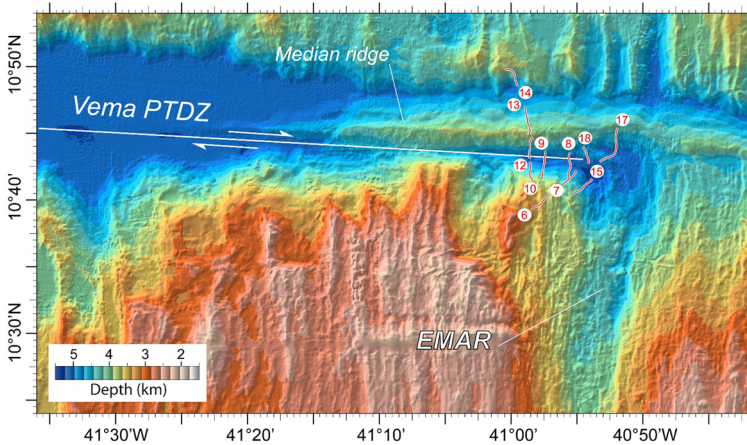 10°50'N
10°40'
10°30'N
Median ridge
Vema PTDZ
14
13
17
9
8
18
12
15
10
7
6
EMAR
5 4 3 2
Depth (km)
41°30'W 41°20' 41°10' 41°00' 40°55'W